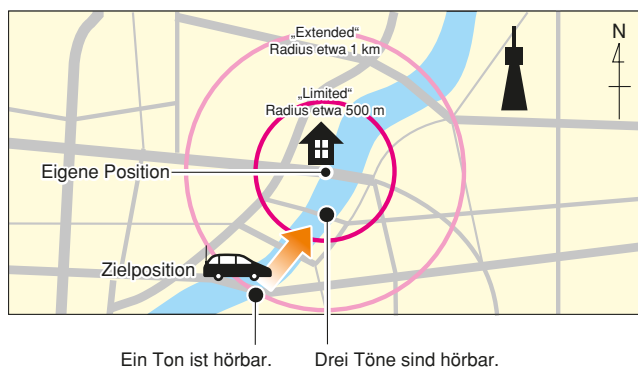 „Extended“
Radius etwa 1 km
N
„Limited“
Radius etwa 500 m
Eigene Position
Zielposition
Ein Ton ist hörbar.
Drei Töne sind hörbar.